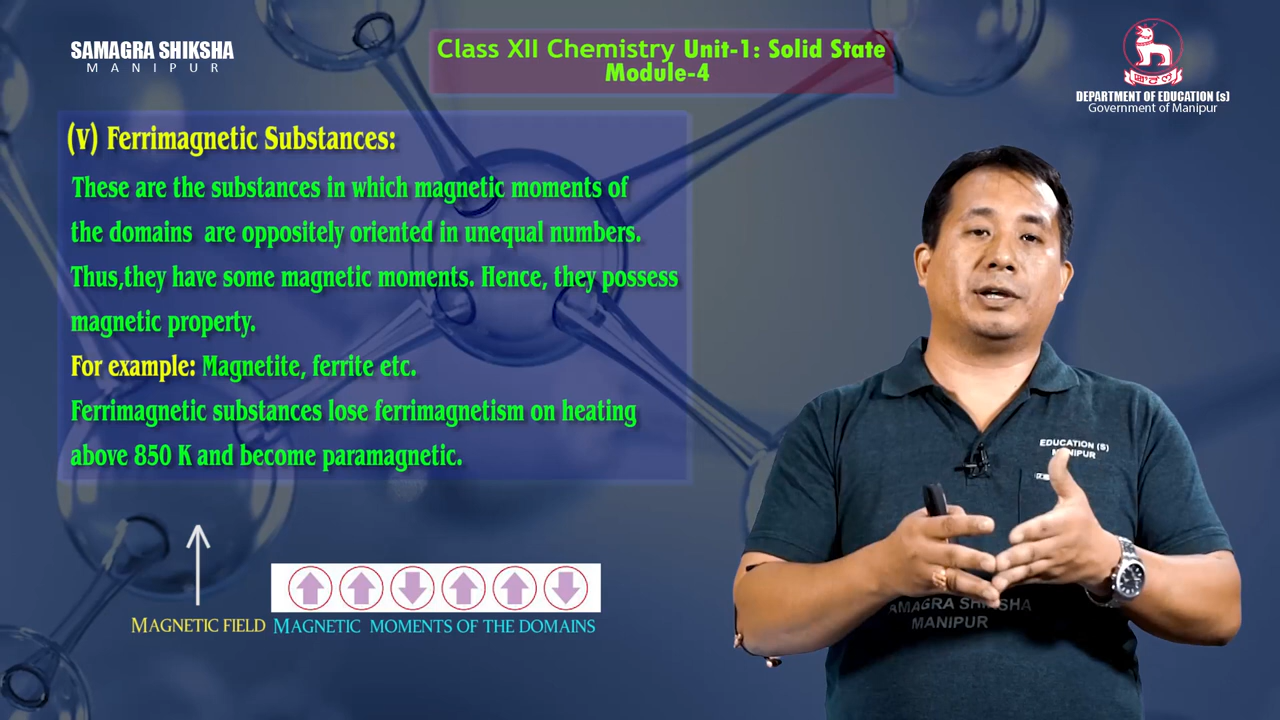 SAMAGRA SHIKSHA
MANIPUR
Class XII Chemistry Unit-1: Solid State
Module-4
DEPARTMENT OF EDUCATION (S)
Government of Manipur
(V) Ferrimagnetic Substances:
These are the substances in which magnetic moments of
the domains are oppositely oriented in unequal numbers.
Thus,they have some magnetic moments. Hence, they possess
magnetic property.
For example: Magnetite, ferrite etc.
Ferrimagnetic substances lose ferrimagnetism on heating
above 850 K and become paramagnetic.
MAGNETIC FIELD
MAGNETIC MOMENTS OF THE DOMAINS
EDUCATION (S)
MANIPUR
AMAGRA SHIKSHA
MANIPUR